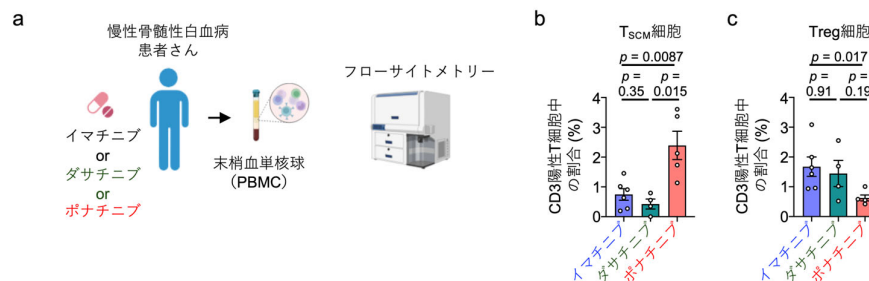 a
慢性骨髄性白血病
患者さん
イマチニブ
or
ダサチニブ
or
ポナチニブ
末梢血単核球
（PBMC）
フローサイトメトリー
b
TSCM細胞
p = 0.0087
p =
0.35
p =
0.015
CD3陽性T細胞中
の割合 (%)
4
3
2
1
0
イマチニブ
ダサチニブ
ポナチニブ
c
Treg細胞
p = 0.017
p =
0.91
p =
0.19
CD3陽性T細胞中
の割合 (%)
4
3
2
1
0
イマチニブ
ダサチニブ
ポナチニブ